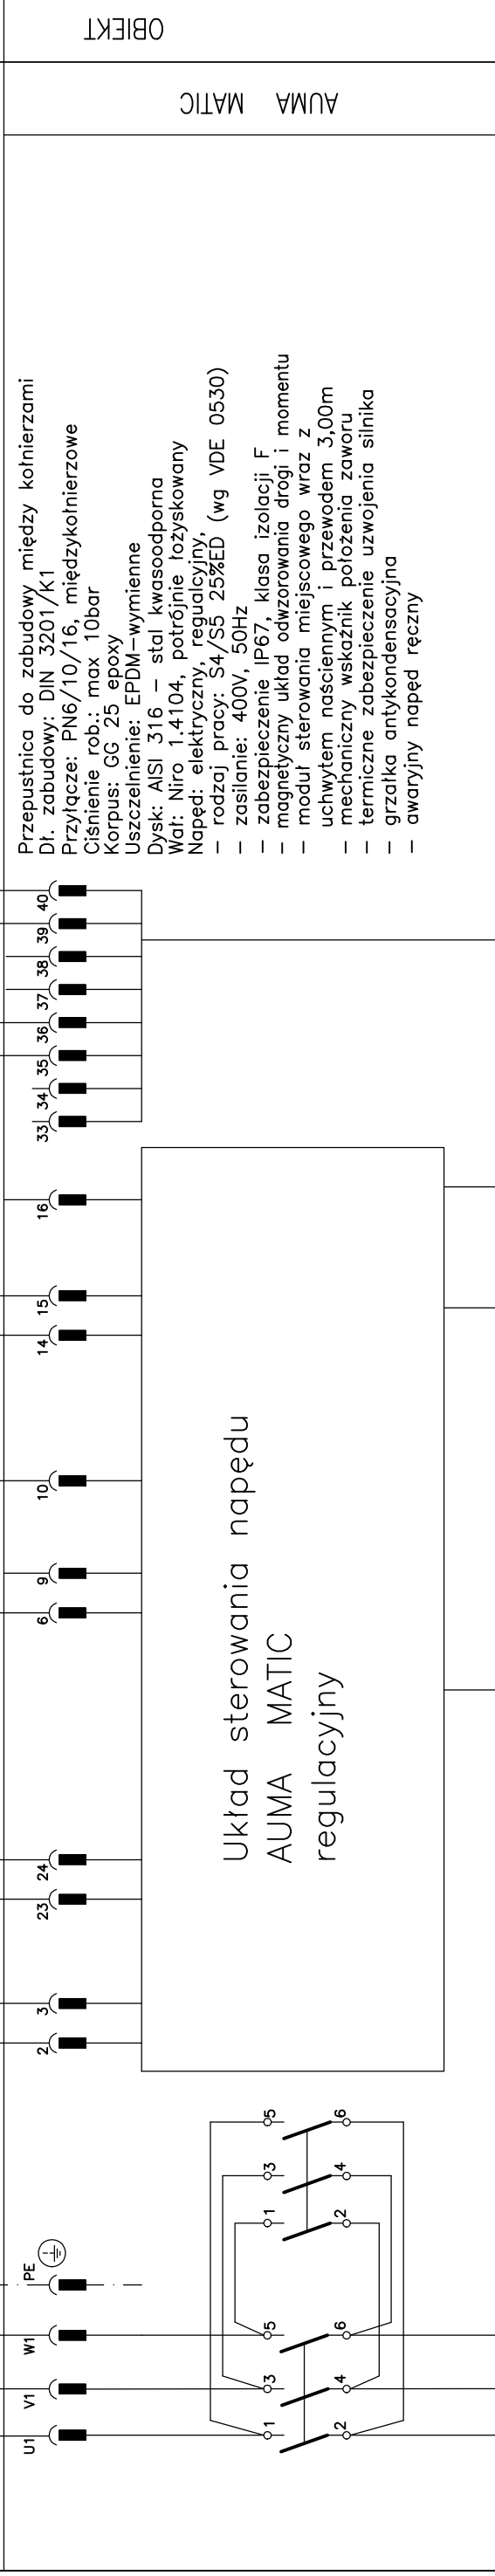 OBIEKT
AUMA MATIC
Przepustnica do zabudowy między kołnierzami
Dł. zabudowy: DIN 3201/K1
Przyłącze: PN6/10/16, międzykołnierzowe
Ciśnienie rob.: max 10bar
Korpus: GG 25 epoxy
Uszczelnienie: EPDM-wymienne
Dysk: AISI 316 – stal kwasoodporna
Wał: Niro 1.4104, potrójnie łożyskowany
Napęd: elektryczny, regualcyjny,
– rodzaj pracy: S4/S5 25%ED (wg VDE 0530)
– zasilanie: 400V, 50Hz
– zabezpieczenie IP67, klasa izolacji F
– magnetyczny układ odwzorowania drogi i momentu
– moduł sterowania miejscowego wraz z
uchwytem naściennym i przewodem 3,00m
– mechaniczny wskaźnik położenia zaworu
– termiczne zabezpieczenie uzwojenia silnika
– grzałka antykondensacyjna
– awaryjny napęd ręczny
U1 V1 W1 PE 2 3 23 24 6 9 10 14 15 16 33 34 35 36 37 38 39 40
Układ sterowania napędu
AUMA MATIC
regulacyjny
1 3 5 1 3 5
2 4 6 2 4 6